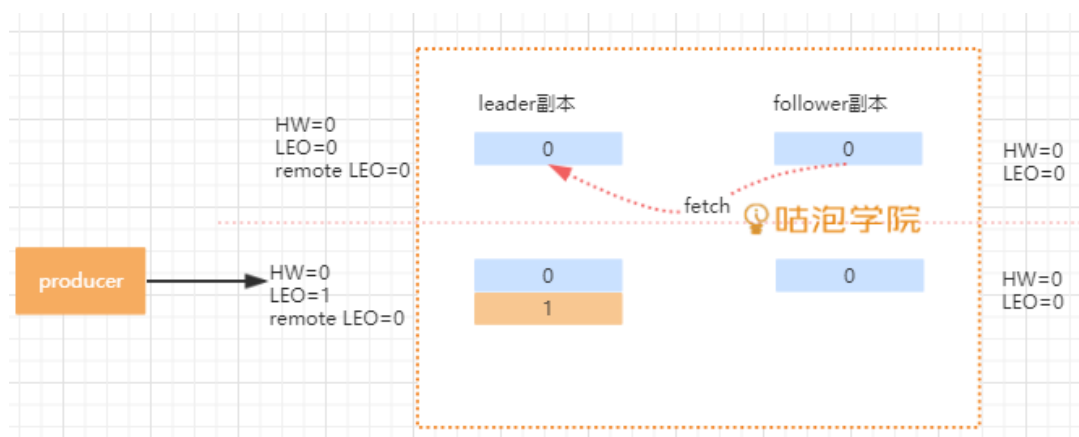 leader副本
follower副本
HW=0
LEO=0
remote LEO=0
0
0
HW=0
LEO=0
fetch
咕泡学院
producer
HW=0
LEO=1
remote LEO=0
0
1
0
HW=0
LEO=0